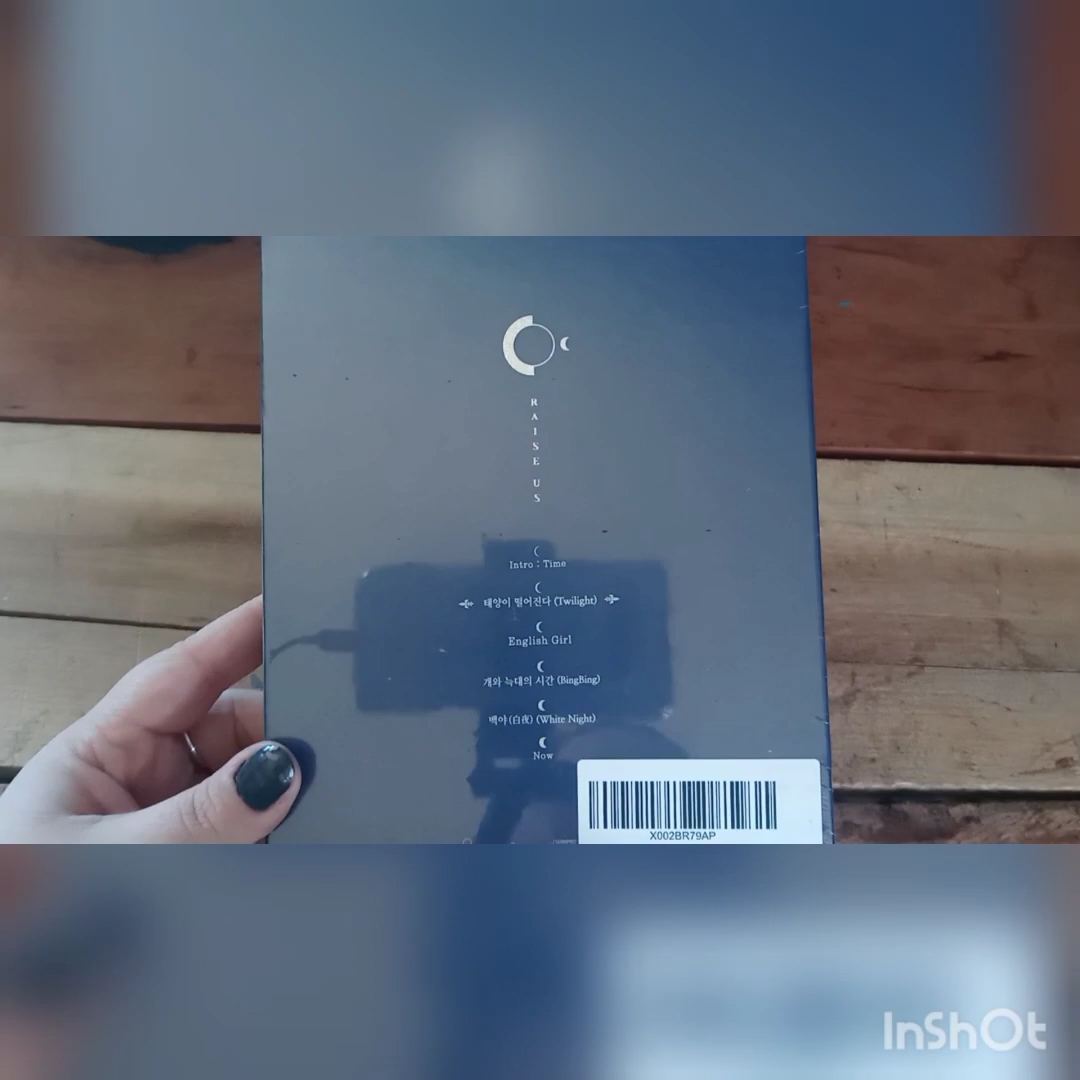 RAISE US
Intro : Time
태양이 떨어진다 (Twilight)
English Girl
개와 늑대의 시간 (BingBing)
백야(白夜) (White Night)
Now
X002BR79AP
InShOt